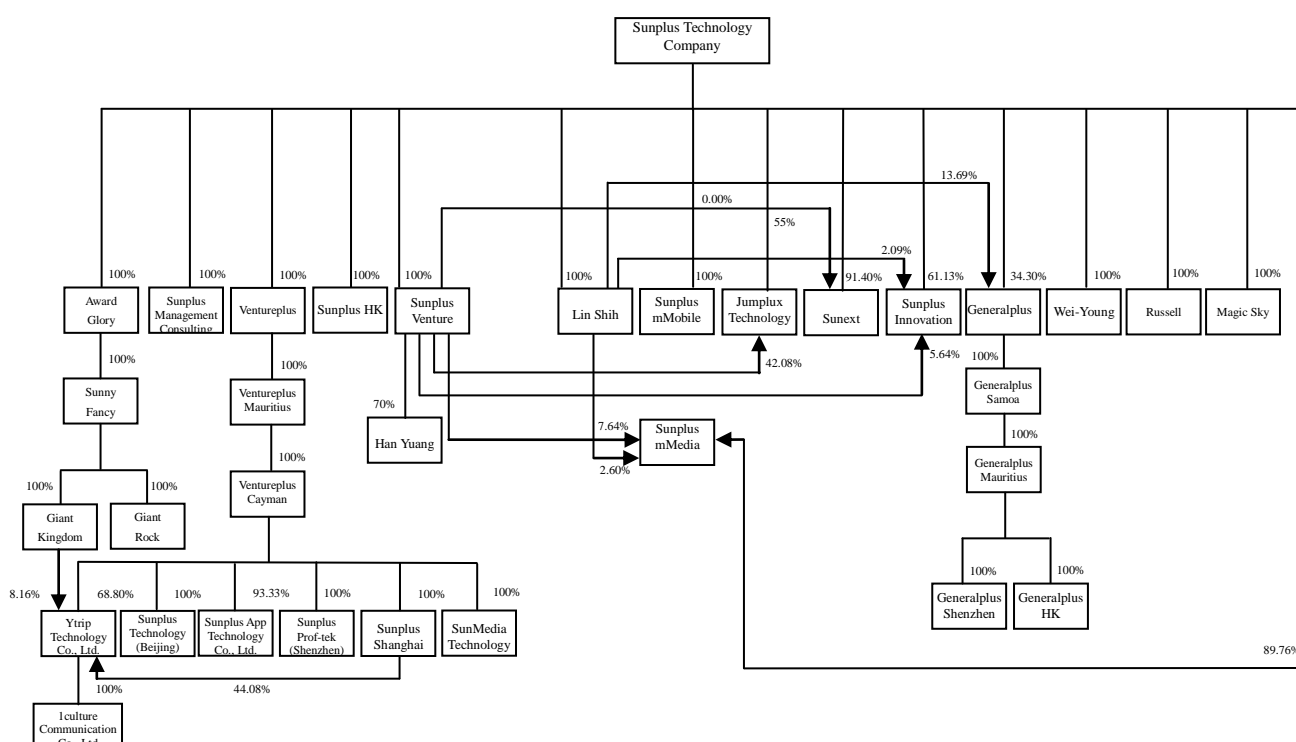 Sunplus Technology
Company
13.69%
0.00%
55%
2.09%
100%
100%
100%
100%
100%
100%
100%
91.40%
61.13%
34.30%
100%
100%
100%
Award
Glory
Sunplus
Management
Consulting
Ventureplus
Sunplus HK
Sunplus
Venture
Lin Shih
Sunplus
mMobile
Jumplux
Technology
Sunext
Sunplus
Innovation
Generalplus
Wei-Young
Russell
Magic Sky
100%
100%
42.08%
5.64%
100%
Sunny
Fancy
Ventureplus
Mauritius
70%
Han Yuang
7.64%
2.60%
Sunplus
mMedia
Generalplus
Samoa
100%
Generalplus
Mauritius
100%
100%
100%
Giant
Kingdom
Giant
Rock
Ventureplus
Cayman
100%
100%
Generalplus
Shenzhen
Generalplus
HK
8.16%
68.80%
100%
93.33%
100%
100%
100%
Ytrip
Technology
Co., Ltd.
Sunplus
Technology
(Beijing)
Sunplus App
Technology
Co., Ltd.
Sunplus
Prof-tek
(Shenzhen)
Sunplus
Shanghai
SunMedia
Technology
89.76%
100%
44.08%
1culture
Communication
Co., Ltd.